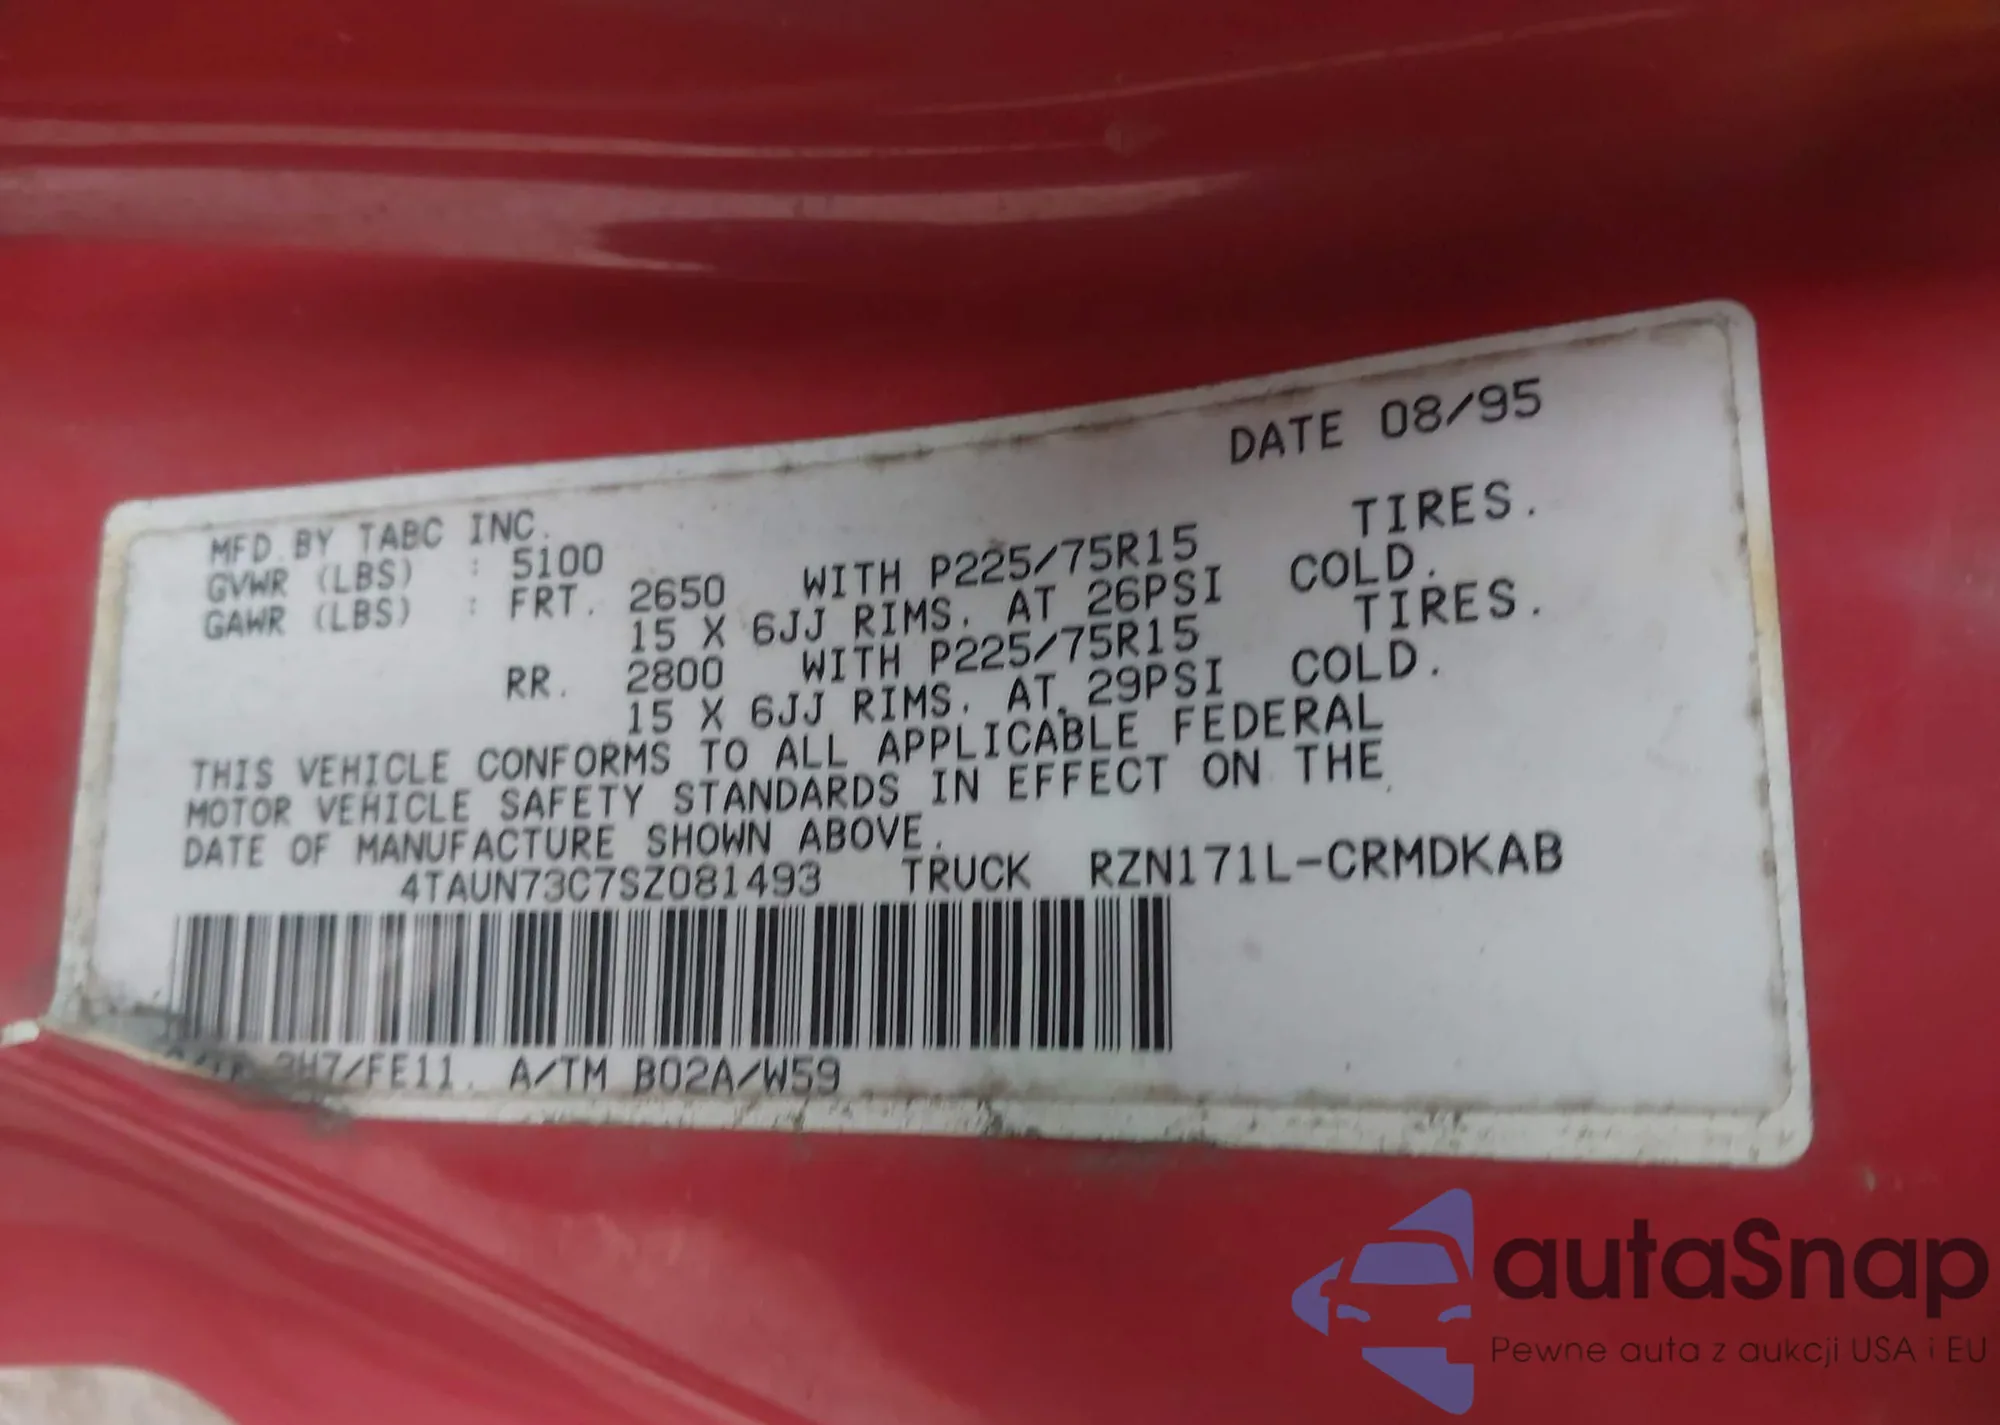 DATE 08/95
MFD.BY TABC INC.
GVWR (LBS) : 5100
GAWR (LBS) : FRT. 2650 WITH P225/75R15 TIRES.
15 X 6JJ RIMS. AT 26PSI COLD.
RR. 2800 WITH P225/75R15 TIRES.
15 X 6JJ RIMS. AT 29PSI COLD.
THIS VEHICLE CONFORMS TO ALL APPLICABLE FEDERAL
MOTOR VEHICLE SAFETY STANDARDS IN EFFECT ON THE
DATE OF MANUFACTURE SHOWN ABOVE.
4TAUN73C7SZ081493 TRUCK RZN171L-CRMDKAB
3H7/FE11. A/TM B02A/W59
autaSnap
Pewne auta z aukcji USA i EU